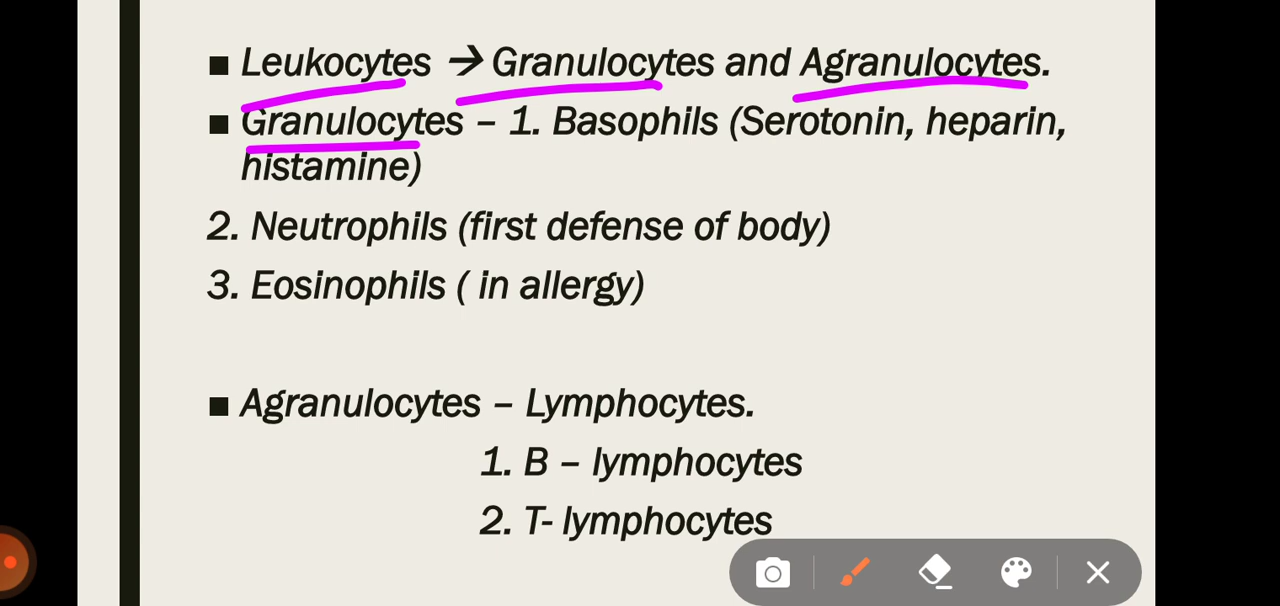 ■ Leukocytes → Granulocytes and Agranulocytes.
■ Granulocytes – 1. Basophils (Serotonin, heparin,
histamine)
2. Neutrophils (first defense of body)
3. Eosinophils ( in allergy)
■ Agranulocytes – Lymphocytes.
1. B – lymphocytes
2. T- lymphocytes